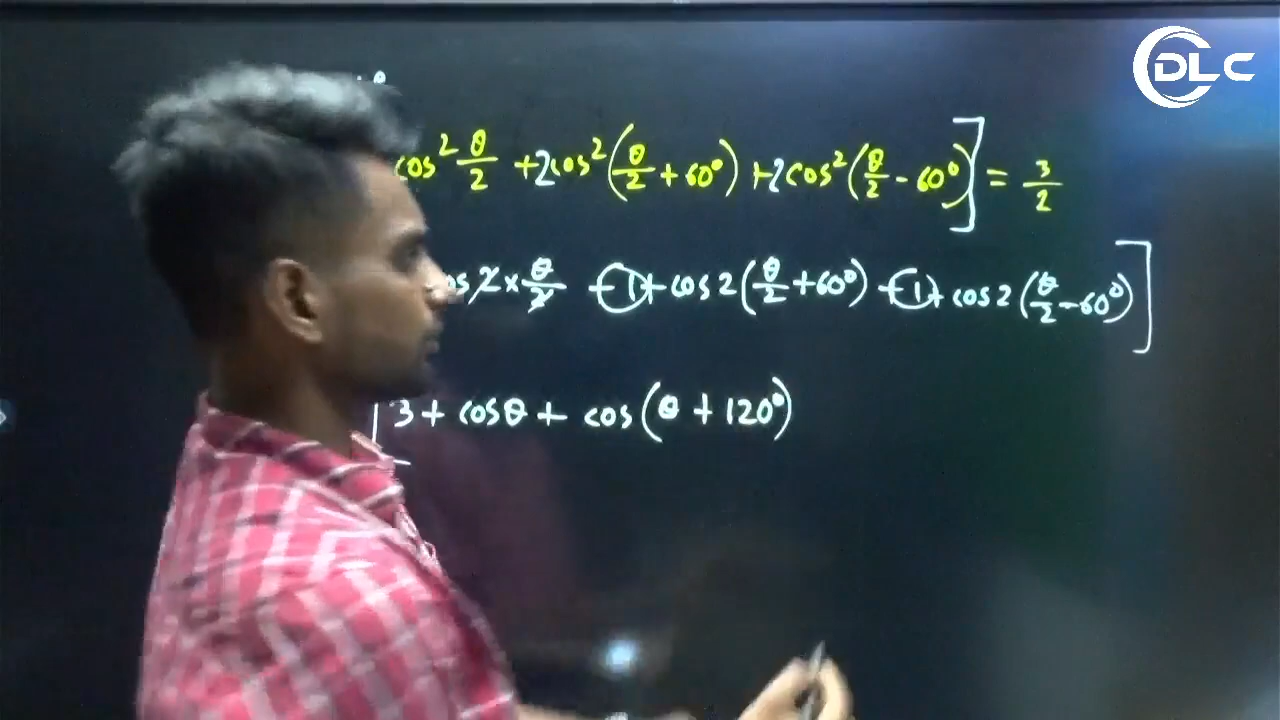 DLC
cos² θ/2 + 2cos² (θ/2 + 60°) + 2cos² (θ/2 - 60°)] = 3/2
os 2 × θ/2 + 1 + cos 2 (θ/2 + 60°) + 1 + cos 2 (θ/2 - 60°)]
[3 + cos θ + cos (θ + 120°)